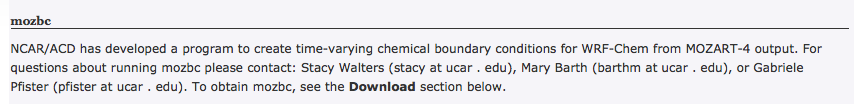 mozbc
NCAR/ACD has developed a program to create time-varying chemical boundary conditions for WRF-Chem from MOZART-4 output. For
questions about running mozbc please contact: Stacy Walters (stacy at ucar . edu), Mary Barth (barthm at ucar . edu), or Gabriele
Pfister (pfister at ucar . edu). To obtain mozbc, see the Download section below.